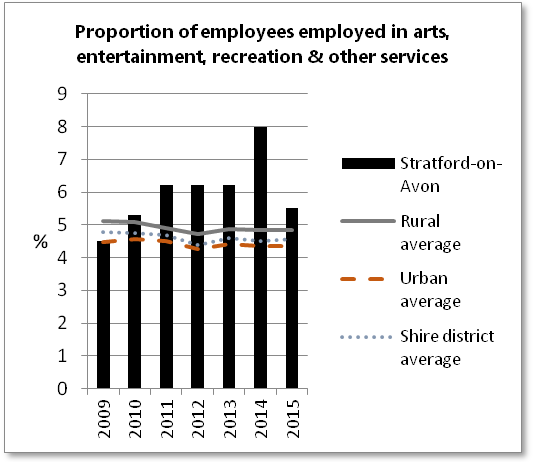 Proportion of employees employed in arts,
entertainment, recreation & other services
9
8
7
6
5
4
3
2
1
0
%
2009
2010
2011
2012
2013
2014
2015
Stratford-on-
Avon
Rural
average
Urban
average
Shire district
average